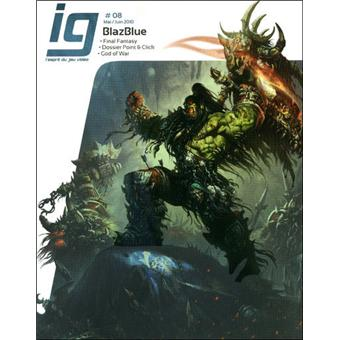 ig
l'esprit du jeu vidéo
# 08
Mai / Juin 2010
BlazBlue
• Final Fantasy
• Dossier Point & Click
• God of War